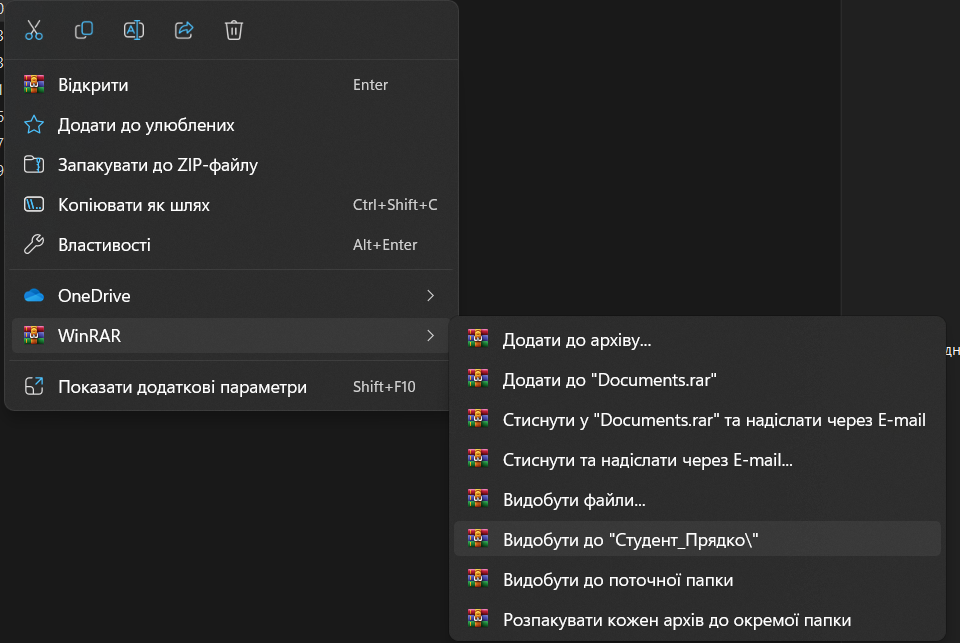 Відкрити Enter
Додати до улюблених
Запакувати до ZIP-файлу
Копіювати як шлях Ctrl+Shift+C
Властивості Alt+Enter
OneDrive
WinRAR
Показати додаткові параметри Shift+F10
Додати до архіву...
Додати до "Documents.rar"
Стиснути у "Documents.rar" та надіслати через E-mail
Стиснути та надіслати через E-mail...
Видобути файли...
Видобути до "Студент_Прядко\"
Видобути до поточної папки
Розпакувати кожен архів до окремої папки